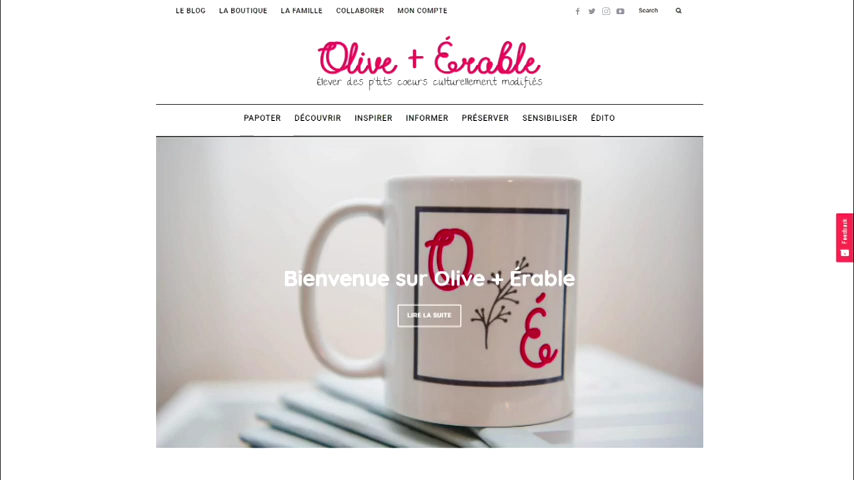 LE BLOG LA BOUTIQUE LA FAMILLE COLLABORER MON COMPTE Search
Olive + Érable
Élever des p'tits coeurs culturellement modifiés
PAPOTER DÉCOUVRIR INSPIRER INFORMER PRÉSERVER SENSIBILISER ÉDITO
O
Bienvenue sur Olive + Érable
LIRE LA SUITE
É
Feedback